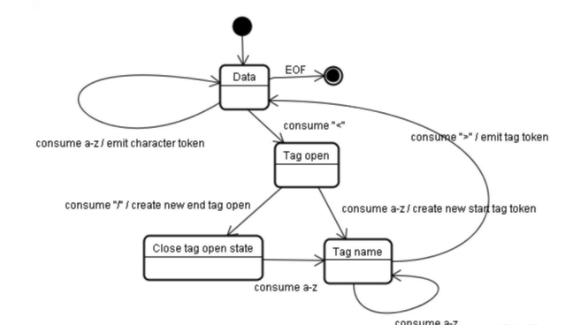 Data
EOF
consume "<"
consume ">" / emit tag token
consume a-z / emit character token
Tag open
consume "/" / create new end tag open
consume a-z / create new start tag token
Close tag open state
Tag name
consume a-z
consume a-z